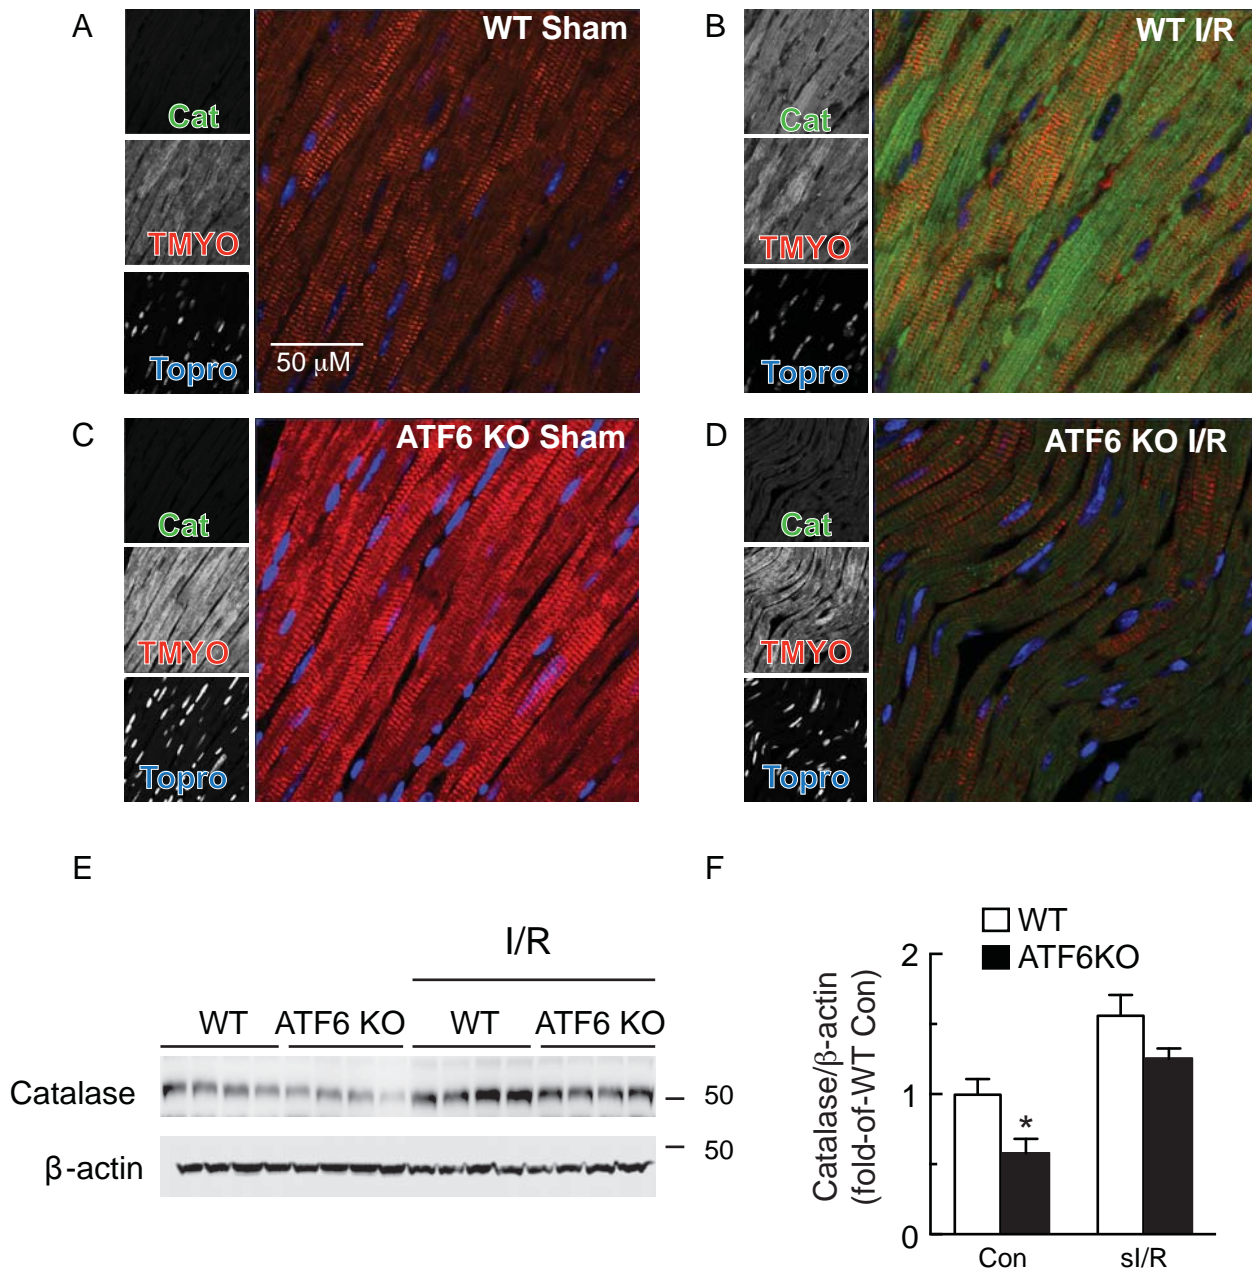 A
WT Sham
Cat
TMYO
Topro
50 μM
B
WT I/R
Cat
TMYO
Topro
C
ATF6 KO Sham
Cat
TMYO
Topro
D
ATF6 KO I/R
Cat
TMYO
Topro
E
I/R
WT ATF6 KO WT ATF6 KO
Catalase
50
50
β-actin
F
WT
ATF6KO
Catalase/β-actin
(fold-of-WT Con)
2
1
0
*
Con
sI/R